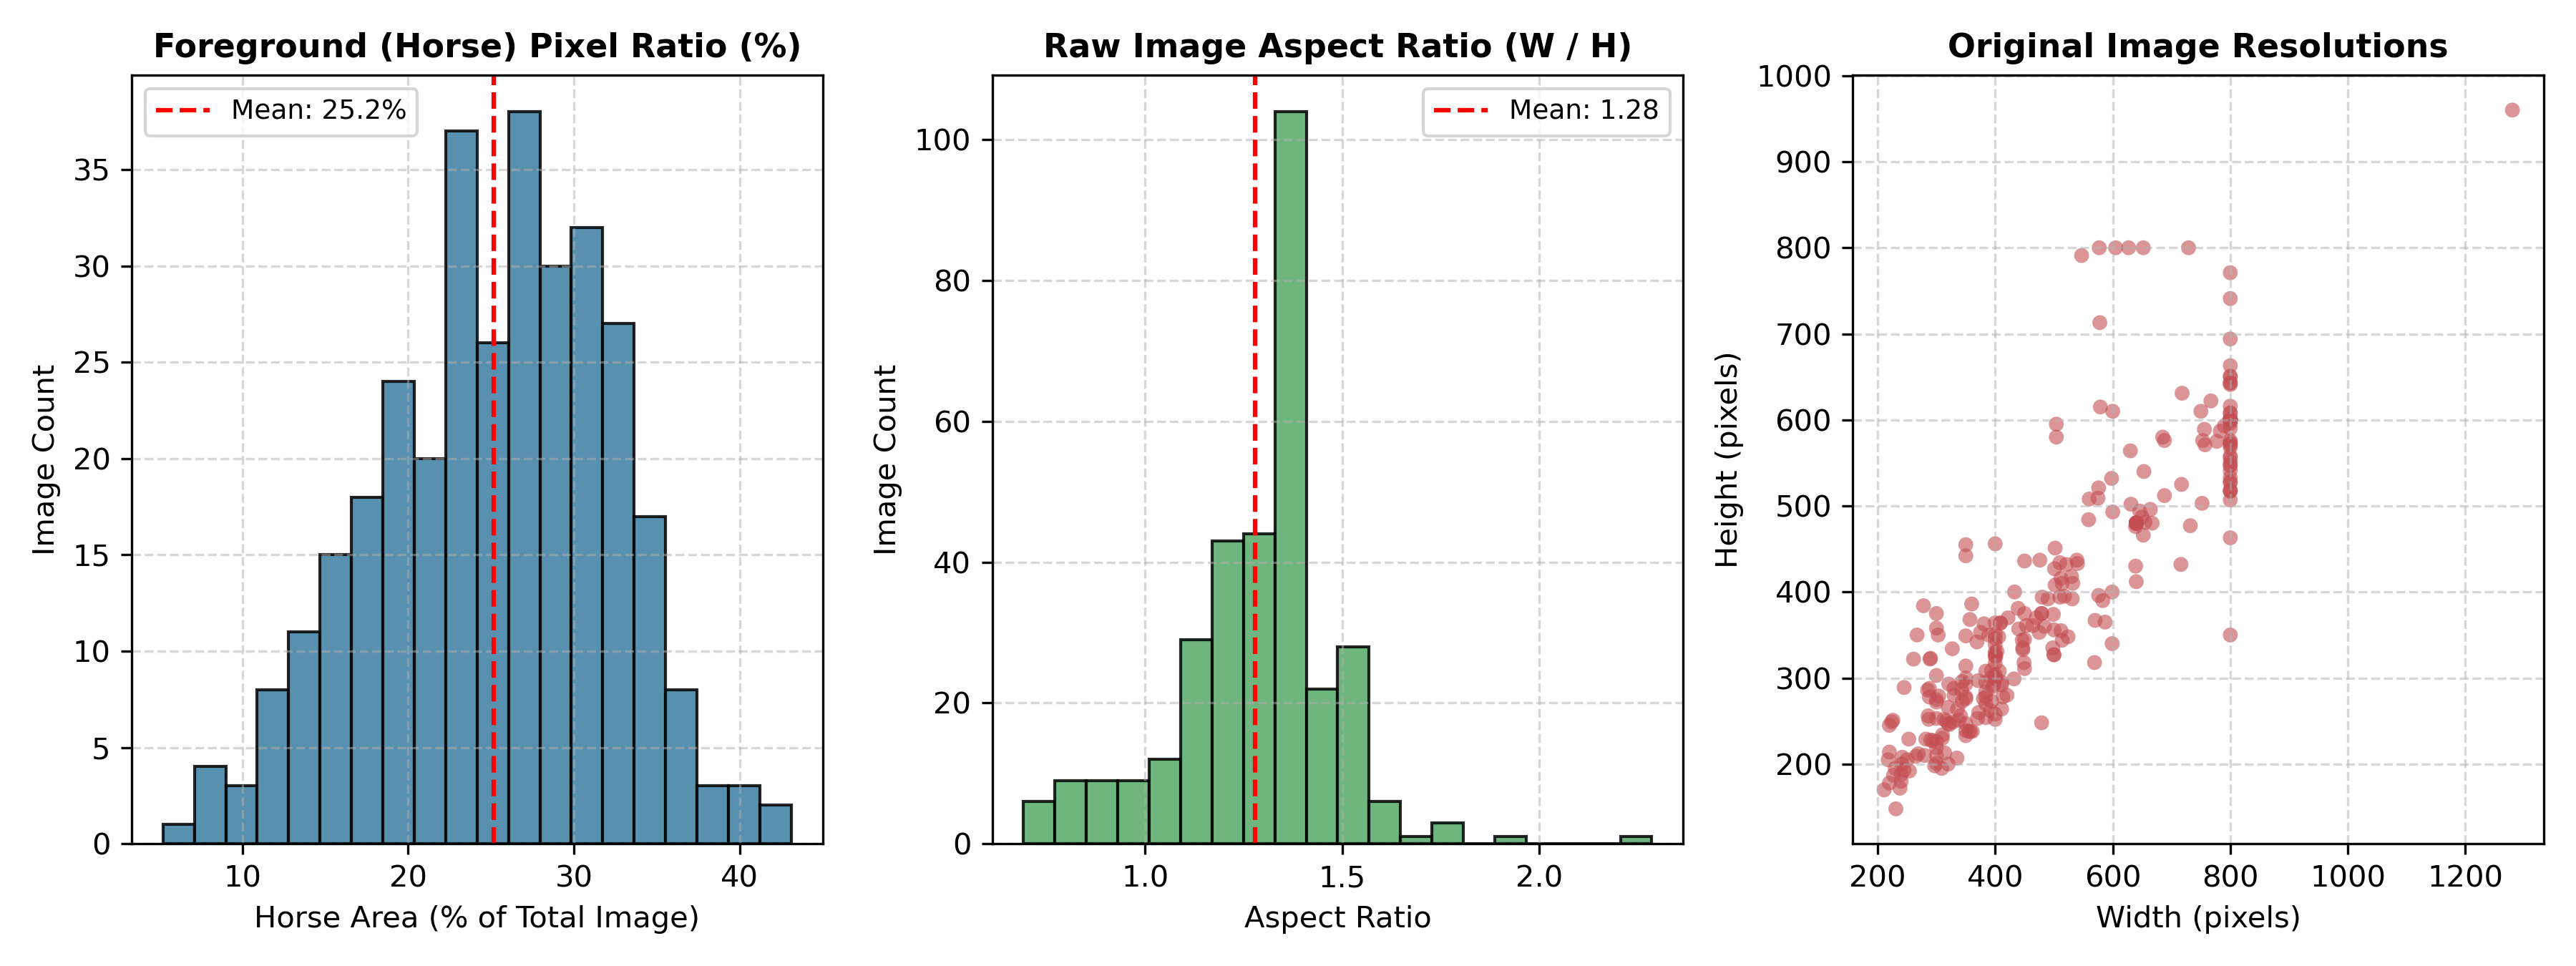 Foreground (Horse) Pixel Ratio (%)
Mean: 25.2%
Image Count
35
30
25
20
15
10
5
0
10 20 30 40
Horse Area (% of Total Image)
Raw Image Aspect Ratio (W / H)
Mean: 1.28
Image Count
100
80
60
40
20
0
1.0 1.5 2.0
Aspect Ratio
Original Image Resolutions
Height (pixels)
1000
900
800
700
600
500
400
300
200
200 400 600 800 1000 1200
Width (pixels)